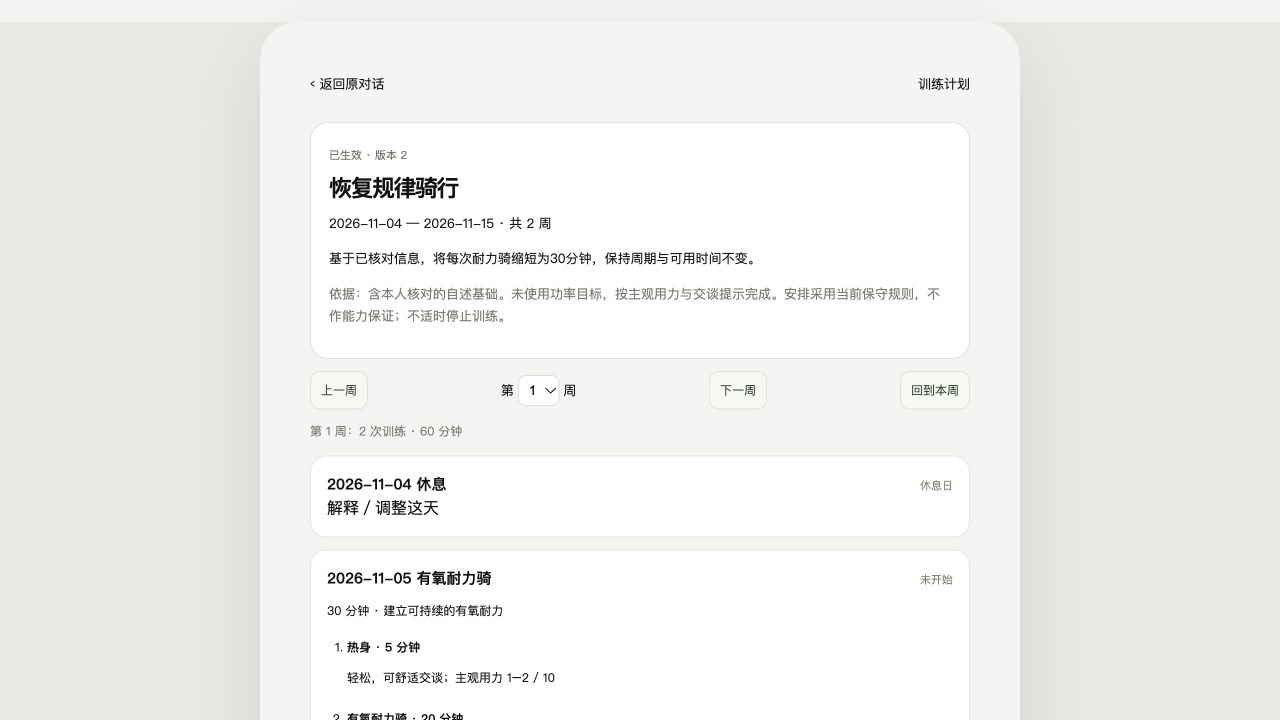 ‹ 返回原对话
训练计划
已生效 · 版本 2
恢复规律骑行
2026-11-04 — 2026-11-15 · 共 2 周
基于已核对信息，将每次耐力骑缩短为30分钟，保持周期与可用时间不变。
依据：含本人核对的自述基础。未使用功率目标，按主观用力与交谈提示完成。安排采用当前保守规则，不
作能力保证；不适时停止训练。
上一周
第 1 周
下一周
回到本周
第 1 周：2 次训练 · 60 分钟
2026-11-04 休息
休息日
解释 / 调整这天
2026-11-05 有氧耐力骑
未开始
30 分钟 · 建立可持续的有氧耐力
1. 热身 · 5 分钟
轻松，可舒适交谈；主观用力 1–2 / 10
2. 有氧耐力骑 · 20 分钟